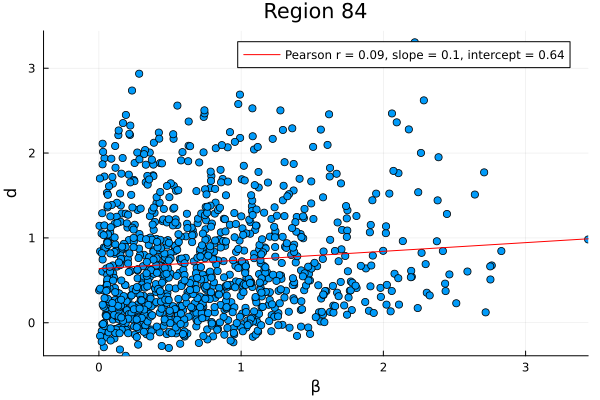 Region 84
Pearson r = 0.09, slope = 0.1, intercept = 0.64
3
2
1
0
d
0 1 2 3
β